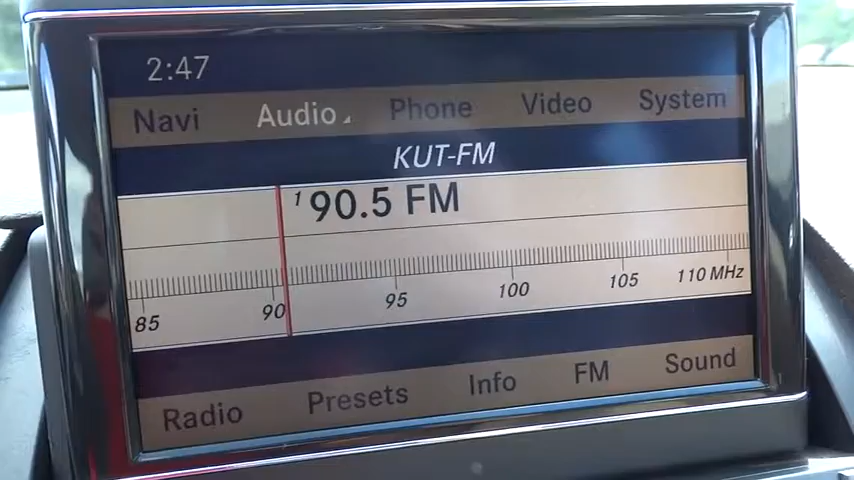 2:47
Navi Audio Phone Video System
KUT-FM
1 90.5 FM
85 90 95 100 105 110 MHz
Radio Presets Info FM Sound